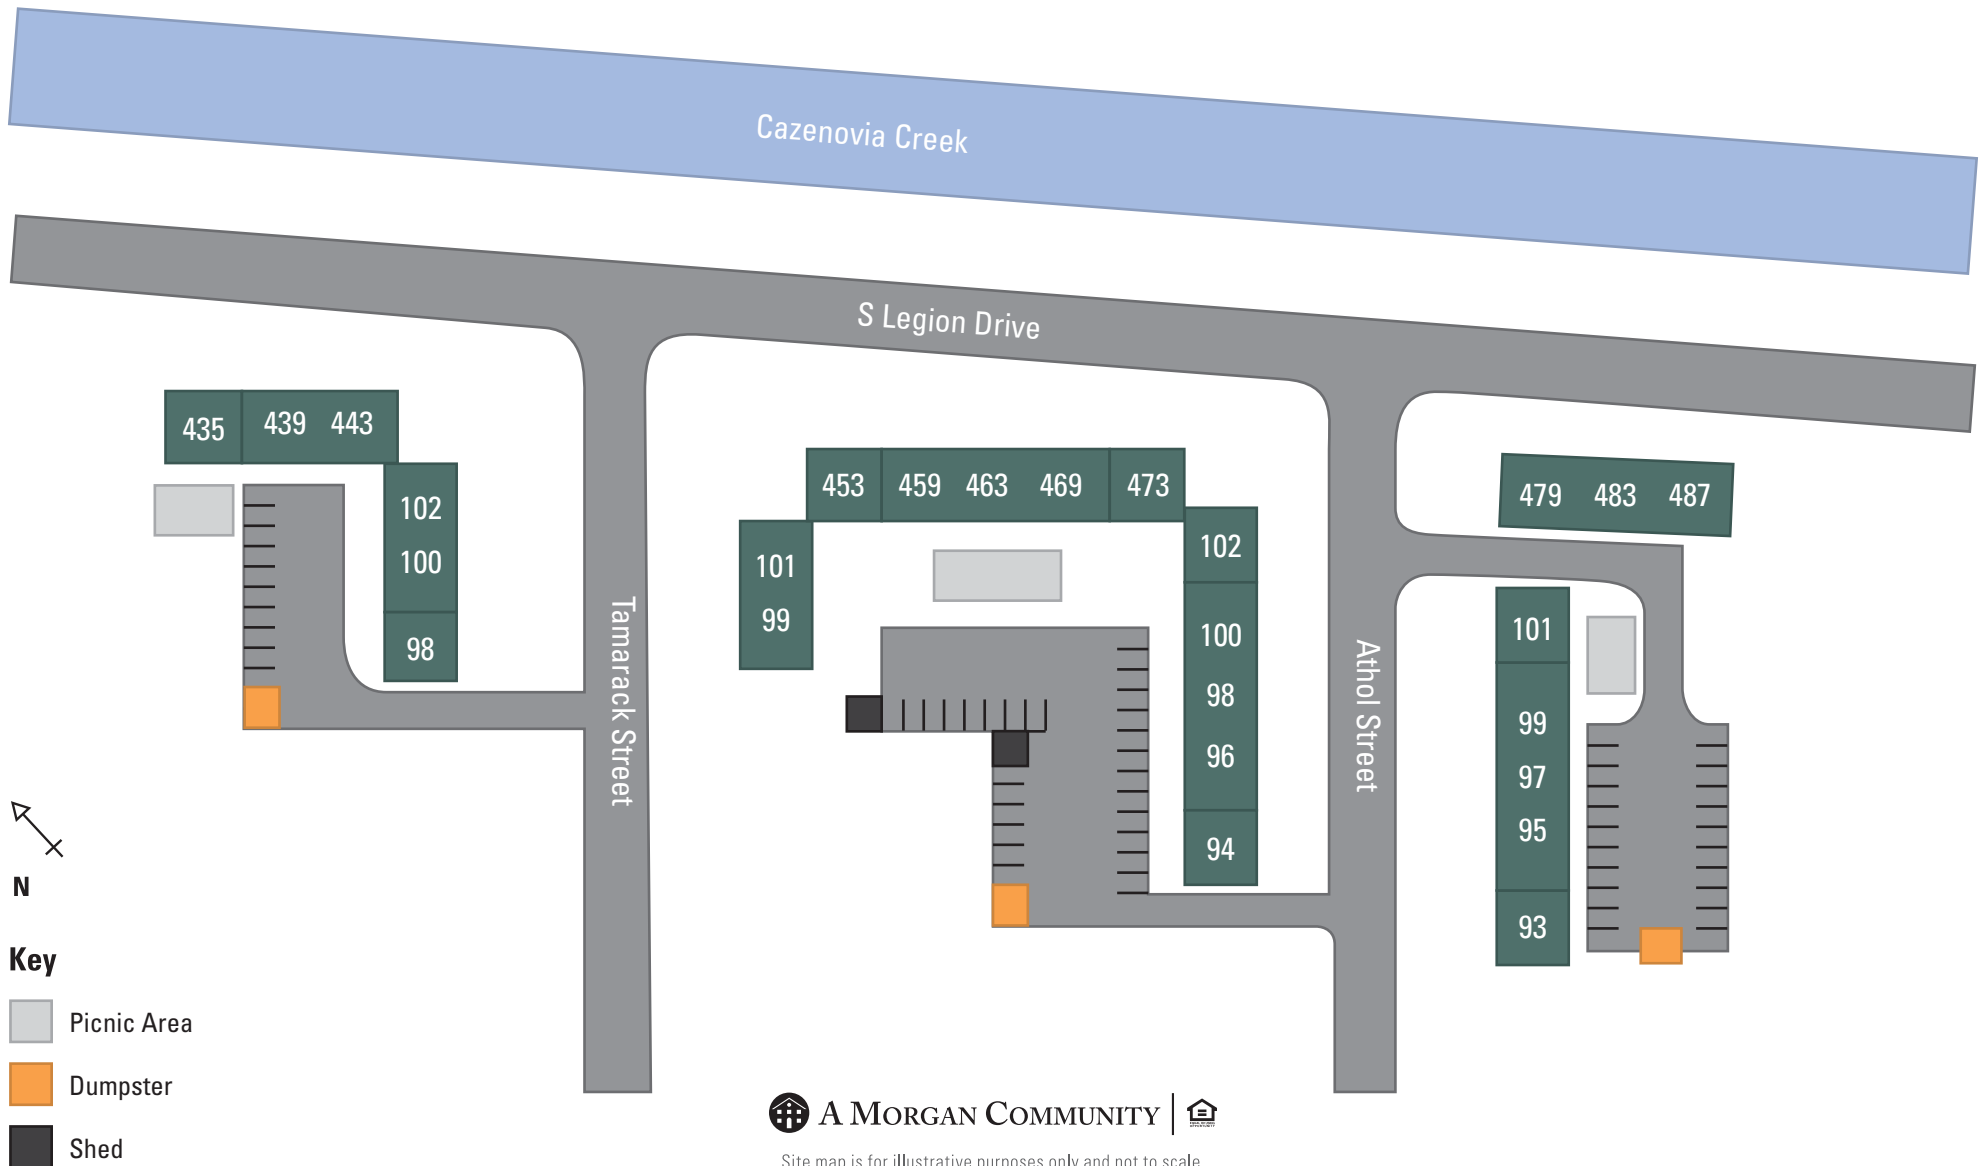 Cazenovia Creek
S Legion Drive
435 439 443
102
100
98
Tamarack Street
453 459 463 469 473
101
99
102
100
98
96
94
Athol Street
479 483 487
101
99
97
95
93
N
Key
Picnic Area
Dumpster
Shed
A MORGAN COMMUNITY
Site map is for illustrative purposes only and not to scale